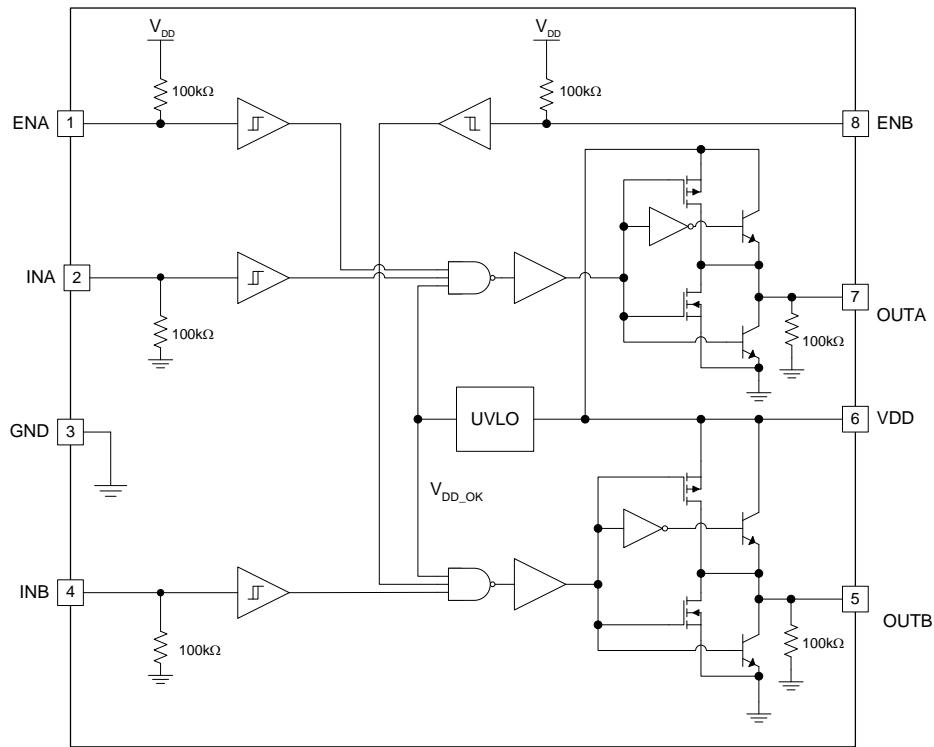 VDD
VDD
100kΩ
100kΩ
ENA
1
8
ENB
INA
2
7
OUTA
100kΩ
100kΩ
GND
3
UVLO
6
VDD
VDD_OK
INB
4
5
OUTB
100kΩ
100kΩ